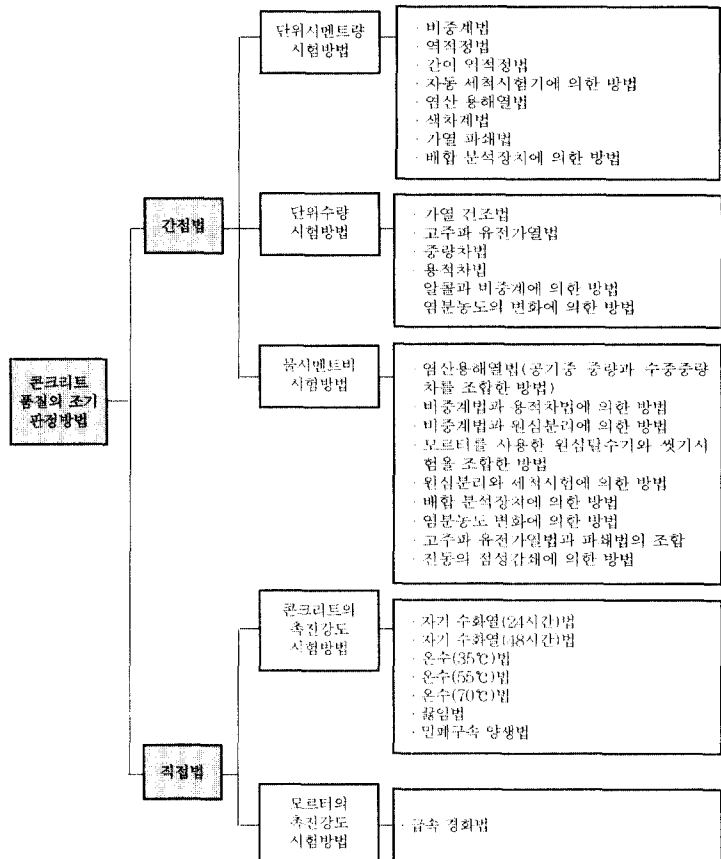 콘크리트
품질의 조기
판정방법
간접법
단위시멘트량
시험방법
· 비중계법
· 역적정법
· 간이 역적정법
· 자동 세척시험기에 의한 방법
· 염산 용해열법
· 색차계법
· 가열 파쇄법
· 배합 분석장치에 의한 방법
단위수량
시험방법
· 가열 건조법
· 고주파 유전가열법
· 중량차법
· 용적차법
알콜과 비중계에 의한 방법
염분농도의 변화에 의한 방법
물시멘트비
시험방법
· 염산용해열법(공기중 중량과 수중중량
차를 조합한 방법)
비중계법과 용적차법에 의한 방법
· 비중계법과 원심분리에 의한 방법
· 모르터를 사용한 원심탈수기와 씻기시
험을 조합한 방법
· 원심분리와 세척시험에 의한 방법
· 배합 분석장치에 의한 방법
· 염분농도 변화에 의한 방법
· 고주파 유전가열법과 파쇄법의 조합
· 진동의 점성감쇄에 의한 방법
직접법
콘크리트의
촉진강도
시험방법
· 자기 수화열(24시간)법
· 자기 수화열(48시간)법
· 온수(35℃)법
· 온수(55℃)법
· 온수(70℃)법
· 끓임법
· 밀폐구속 양생법
모르터의
촉진강도
시험방법
· 급속 경화법